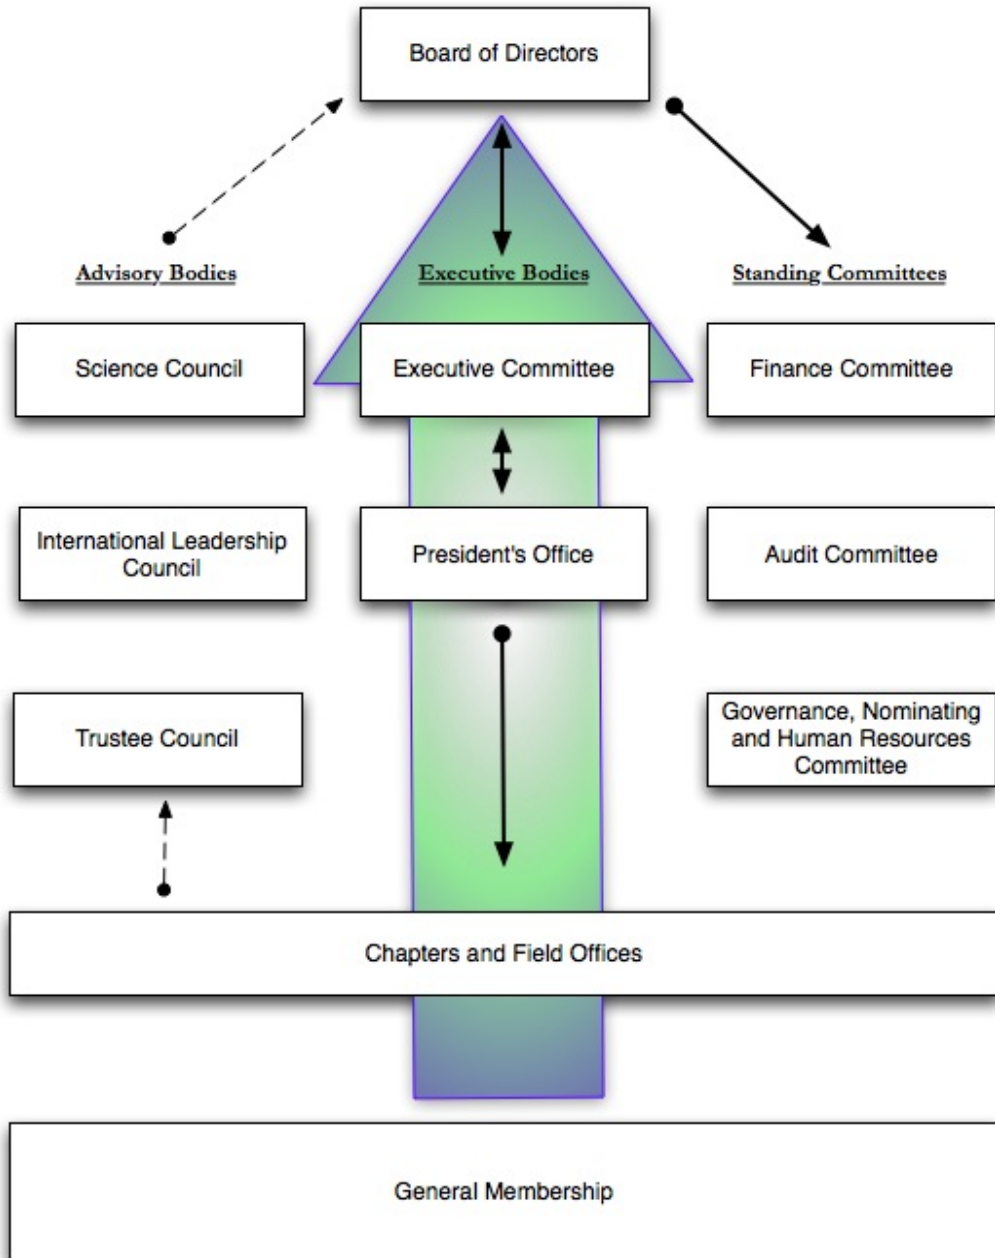 Board of Directors
Advisory Bodies
Executive Bodies
Standing Committees
Science Council
Executive Committee
Finance Committee
International Leadership
Council
President's Office
Audit Committee
Trustee Council
Governance, Nominating
and Human Resources
Committee
Chapters and Field Offices
General Membership